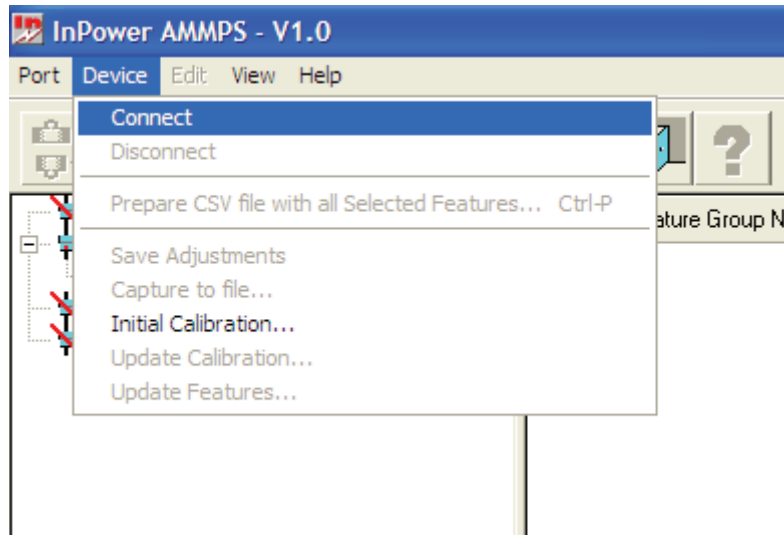 InPower AMMPS - V1.0
Port Device Edit View Help
Connect
Disconnect
Prepare CSV file with all Selected Features... Ctrl-P
ature Group N
Save Adjustments
Capture to file...
Initial Calibration...
Update Calibration...
Update Features...